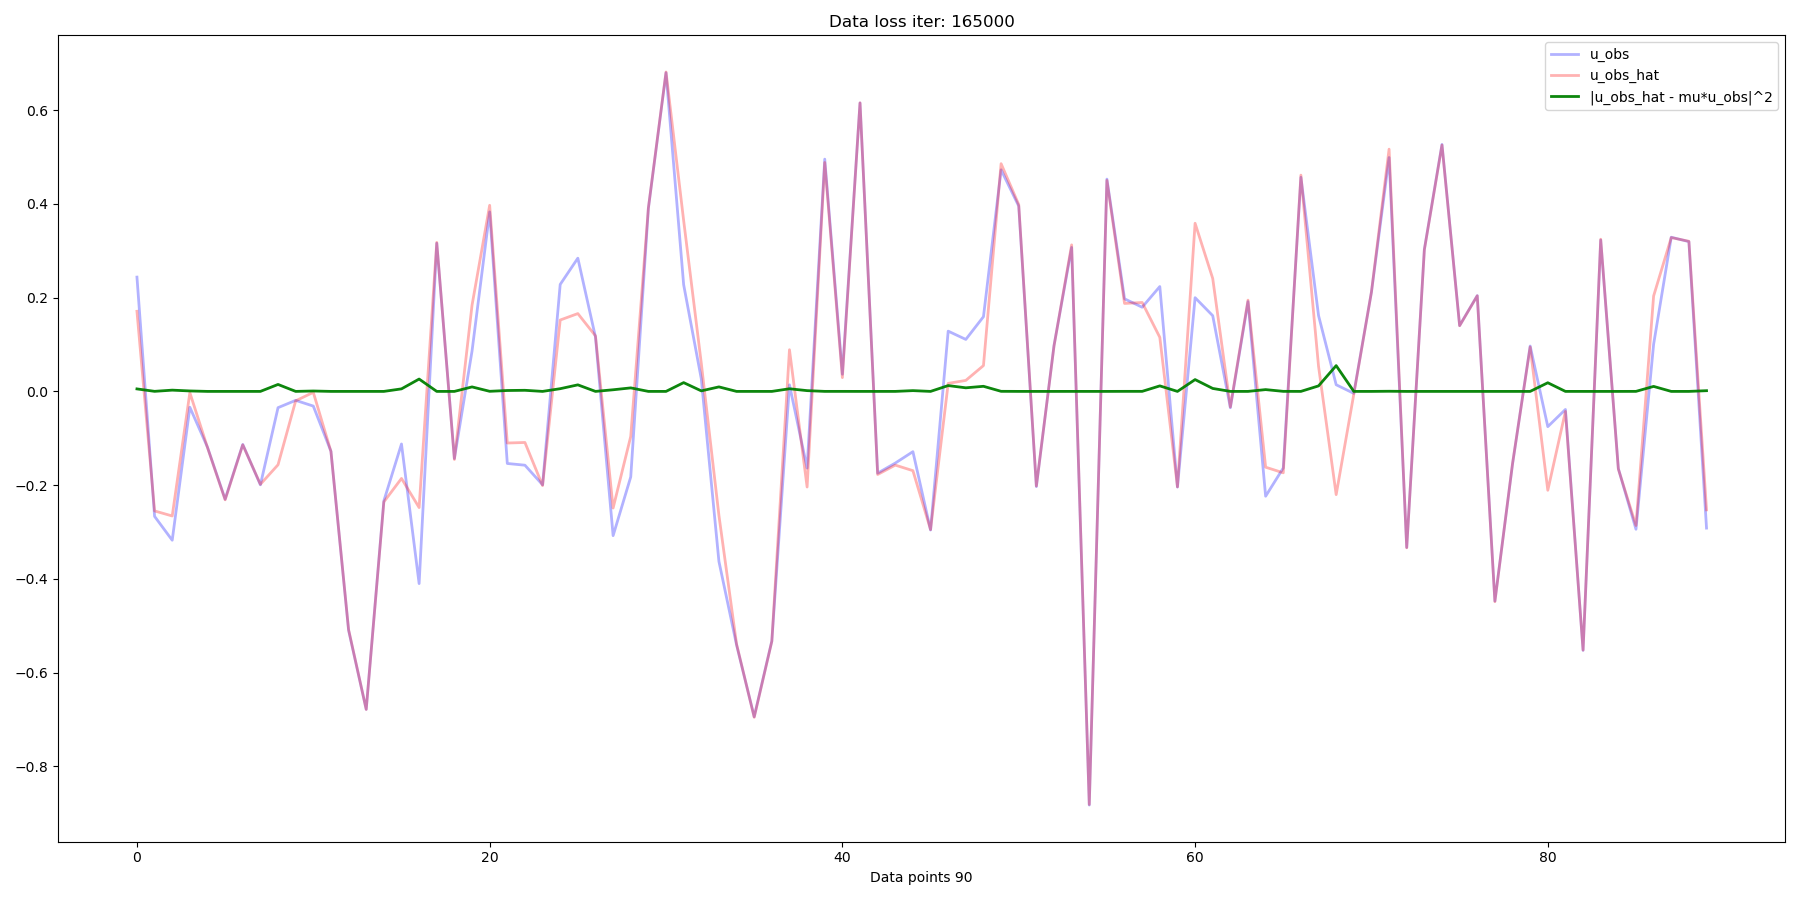 Data loss iter: 165000
u_obs
u_obs_hat
|u_obs_hat - mu*u_obs|^2
0.6
0.4
0.2
0.0
−0.2
−0.4
−0.6
−0.8
0 20 40 60 80
Data points 90